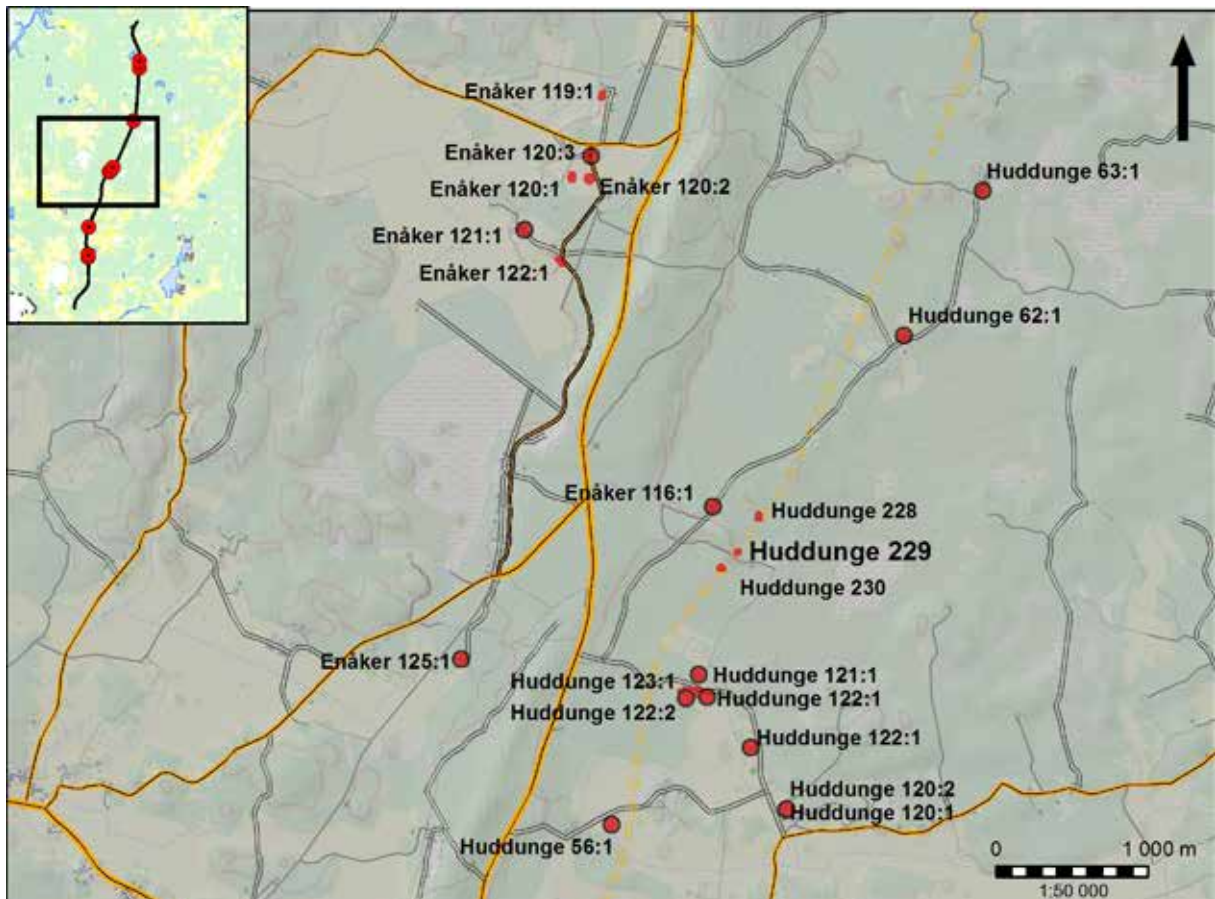 Enåker 119:1
Enåker 120:3
Enåker 120:1
Enåker 120:2
Huddunge 63:1
Enåker 121:1
Enåker 122:1
Huddunge 62:1
Enåker 116:1
Huddunge 228
Huddunge 229
Huddunge 230
Enåker 125:1
Huddunge 121:1
Huddunge 123:1
Huddunge 122:1
Huddunge 122:2
Huddunge 122:1
Huddunge 120:2
Huddunge 120:1
Huddunge 56:1
0 1 000 m
1:50 000